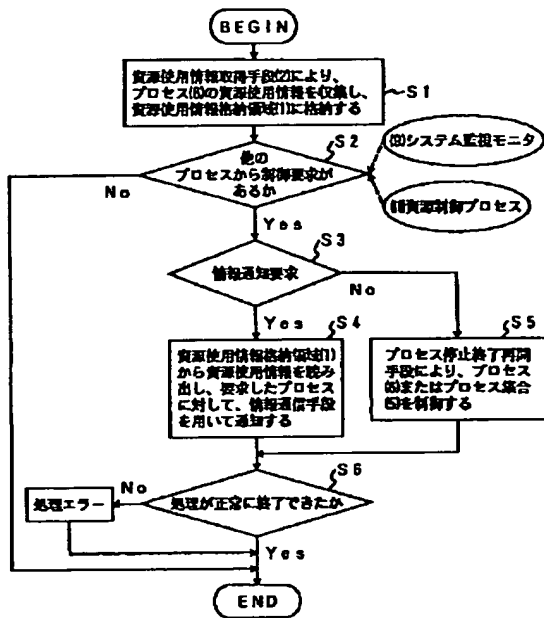 BEGIN
資源使用情報取得手段(2)により、
プロセス(6)の資源使用情報を収集し、
資源使用情報格納領域(1)に格納する
S1
S2
他の
プロセスから制御要求が
あるか
No
システム監視モニタ
資源制御プロセス
Yes
S3
情報通知要求
No
Yes
S4
資源使用情報格納領域(1)
から資源使用情報を読み
出し、要求したプロセス
に対して、情報通信手段
を用いて通知する
S5
プロセス停止終了再開
手段により、プロセス
(6)またはプロセス集合
(5)を制御する
S6
処理が正常に終了できたか
No
処理エラー
Yes
END